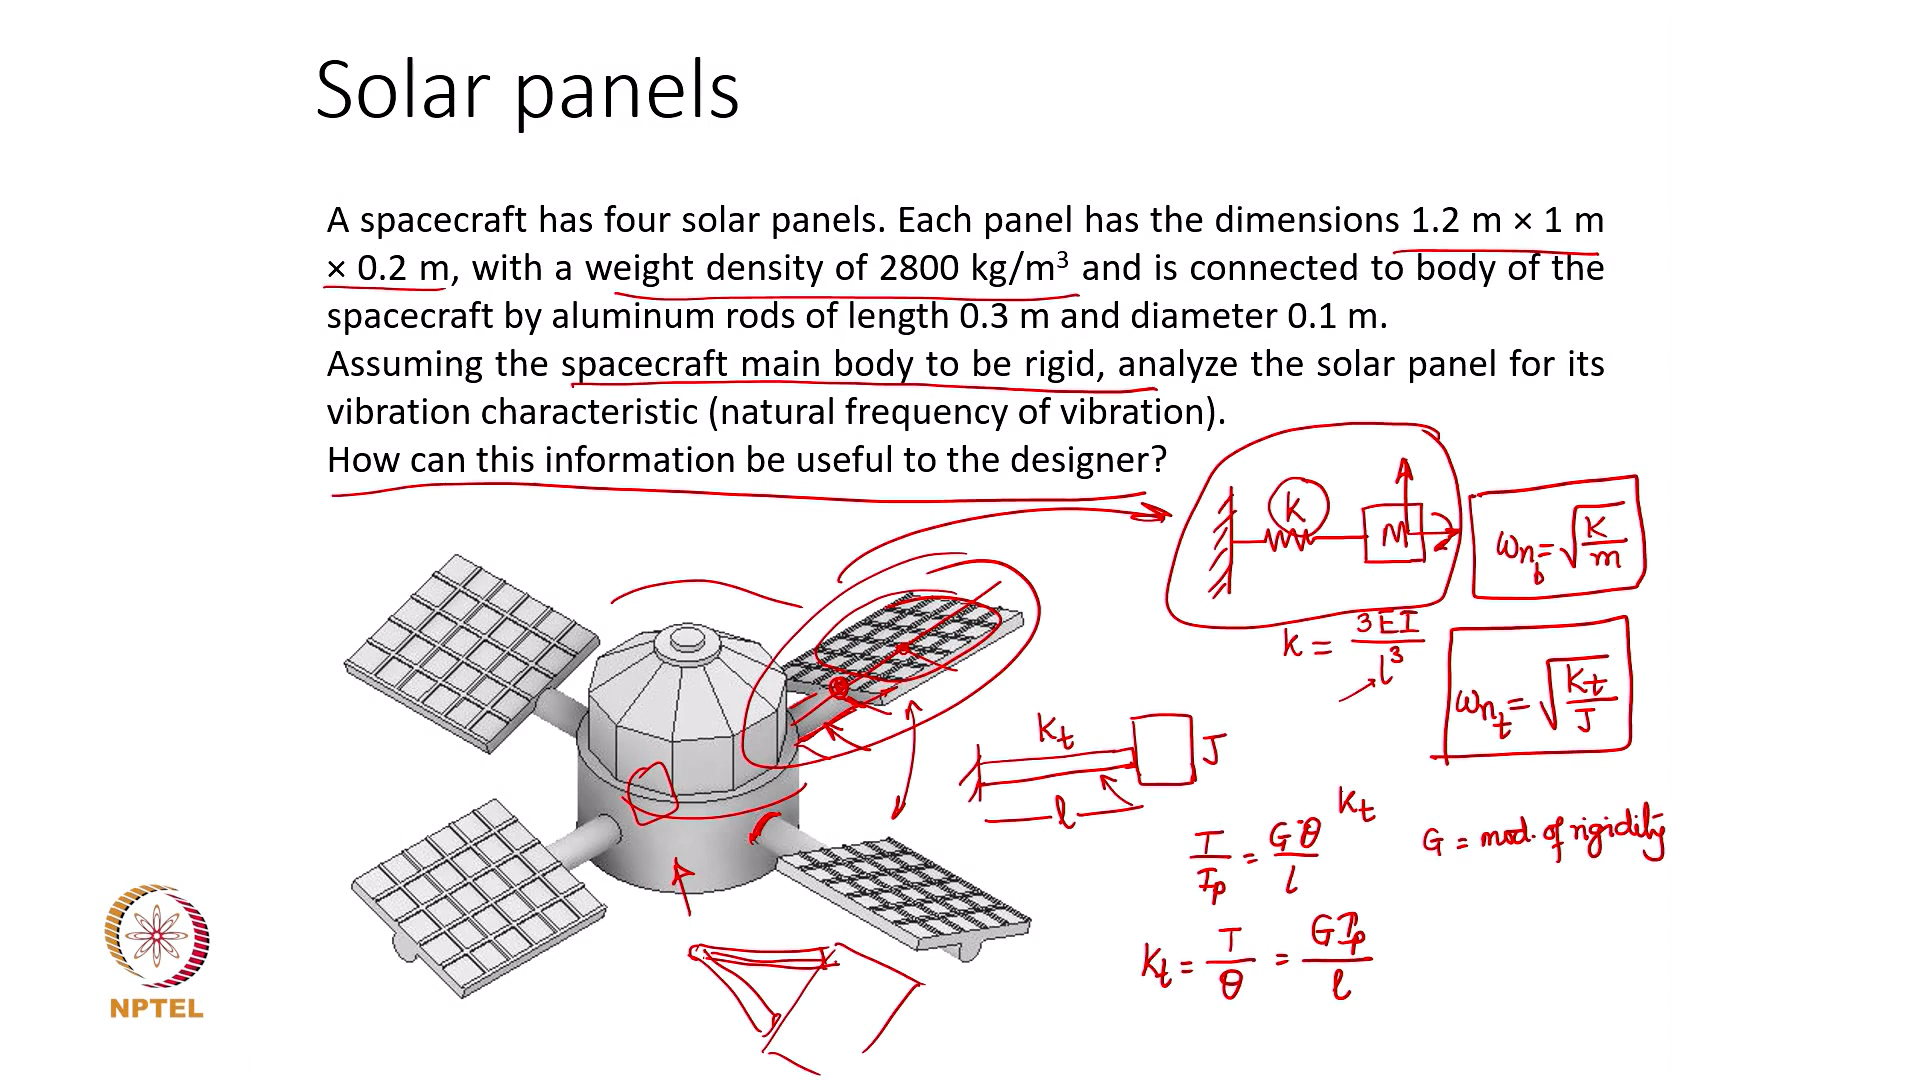 Solar panels
A spacecraft has four solar panels. Each panel has the dimensions 1.2 m × 1 m
× 0.2 m, with a weight density of 2800 kg/m³ and is connected to body of the
spacecraft by aluminum rods of length 0.3 m and diameter 0.1 m.
Assuming the spacecraft main body to be rigid, analyze the solar panel for its
vibration characteristic (natural frequency of vibration).
How can this information be useful to the designer?
K
M
ωn_b = √(K/m)
k = 3EI/l³
ωn_t = √(Kt/J)
Kt
J
l
Kt
T/Ip = Gθ/l
G = mod. of rigidity
Kt = T/θ = GIp/l
NPTEL